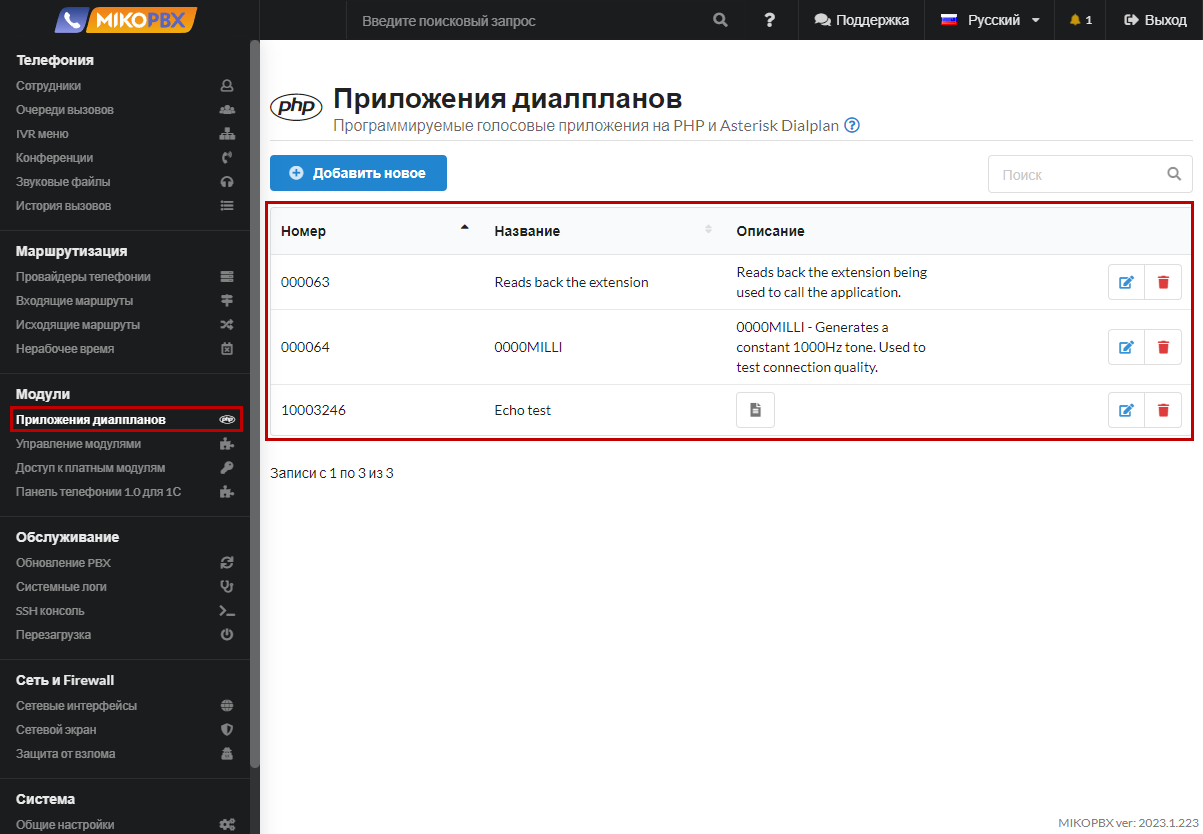 MIKOPBX
Введите поисковый запрос
?
Поддержка
Русский
1
Выход
Телефония
Сотрудники
Очереди вызовов
IVR меню
Конференции
Звуковые файлы
История вызовов
Маршрутизация
Провайдеры телефонии
Входящие маршруты
Исходящие маршруты
Нерабочее время
Модули
Приложения диалпланов
php
Управление модулями
Доступ к платным модулям
Панель телефонии 1.0 для 1С
Обслуживание
Обновление PBX
Системные логи
SSH консоль
Перезагрузка
Сеть и Firewall
Сетевые интерфейсы
Сетевой экран
Защита от взлома
Система
Общие настройки
php
Приложения диалпланов
Программируемые голосовые приложения на PHP и Asterisk Dialplan ?
Добавить новое
Поиск
Номер Название Описание
000063 Reads back the extension Reads back the extension being
used to call the application.
000064 0000MILLI 0000MILLI - Generates a
constant 1000Hz tone. Used to
test connection quality.
10003246 Echo test
Записи с 1 по 3 из 3
MIKOPBX ver: 2023.1.223